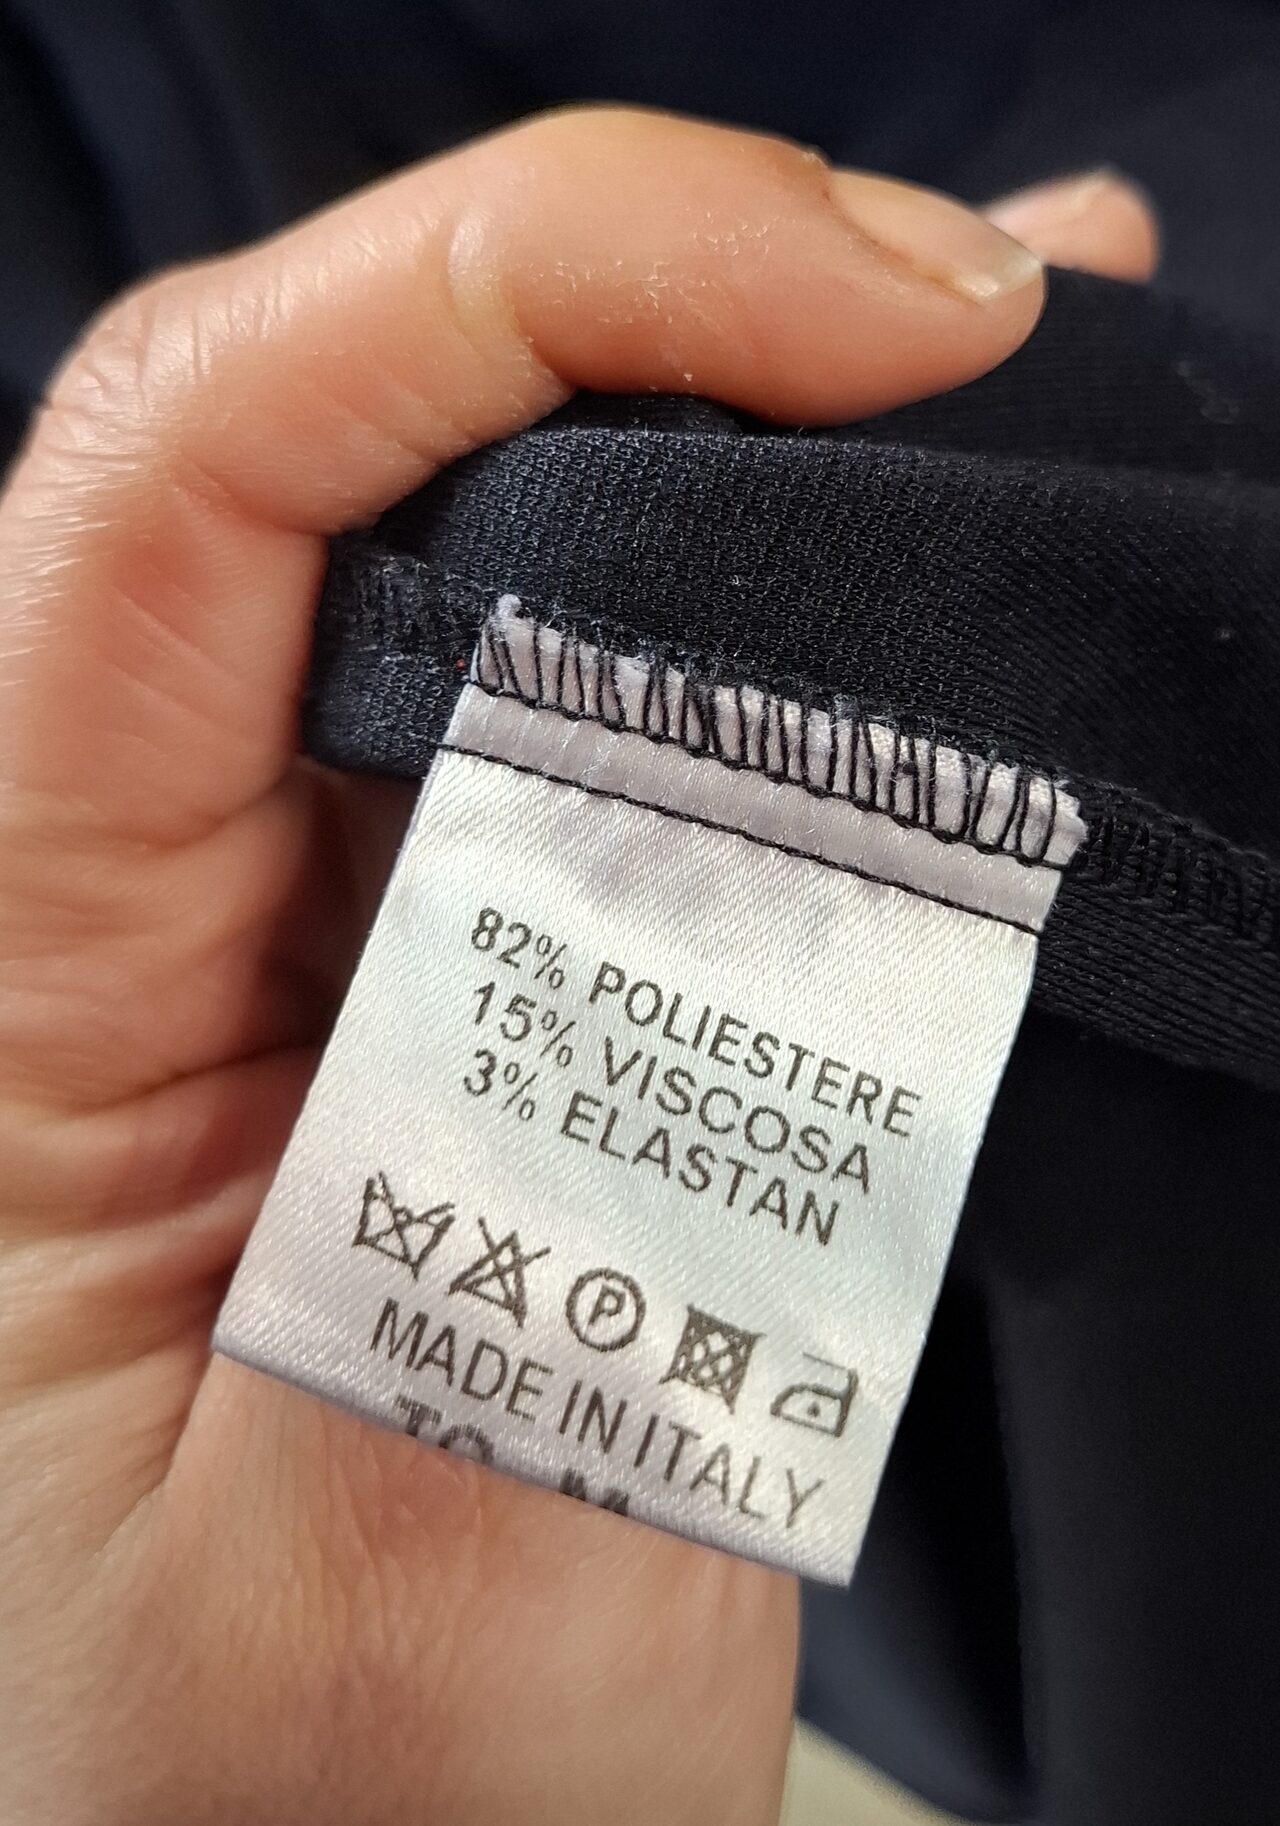 82% POLIESTERE
15% VISCOSA
3% ELASTAN
P
MADE IN ITALY